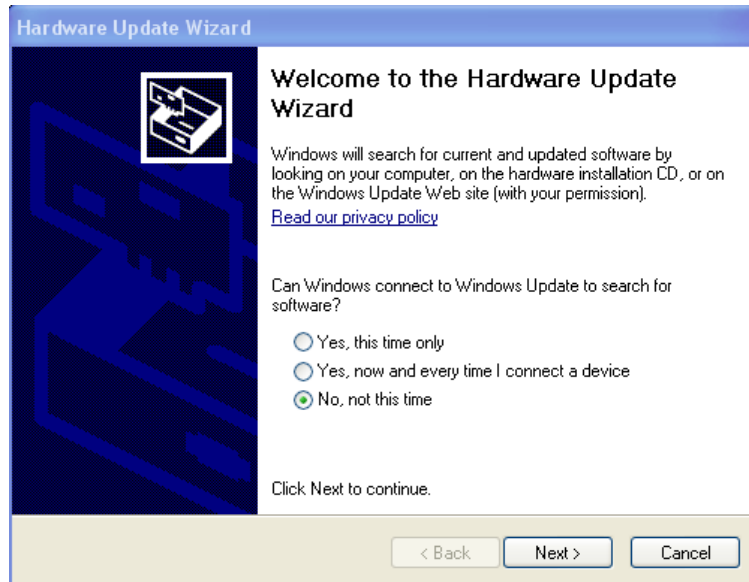 Hardware Update Wizard
Welcome to the Hardware Update
Wizard
Windows will search for current and updated software by
looking on your computer, on the hardware installation CD, or on
the Windows Update Web site (with your permission).
Read our privacy policy
Can Windows connect to Windows Update to search for
software?
Yes, this time only
Yes, now and every time I connect a device
No, not this time
Click Next to continue.
< Back Next > Cancel